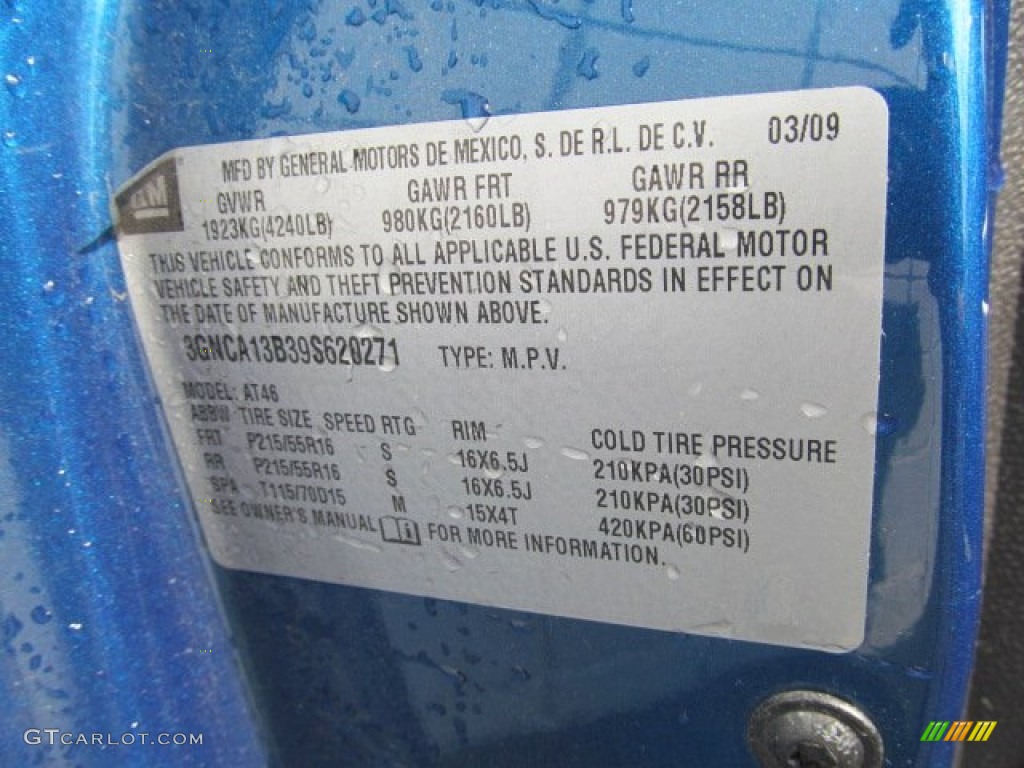 MFD BY GENERAL MOTORS DE MEXICO, S. DE R.L. DE C.V. 03/09
GM
GVWR GAWR FRT GAWR RR
1923KG(4240LB) 980KG(2160LB) 979KG(2158LB)
THIS VEHICLE CONFORMS TO ALL APPLICABLE U.S. FEDERAL MOTOR
VEHICLE SAFETY AND THEFT PREVENTION STANDARDS IN EFFECT ON
THE DATE OF MANUFACTURE SHOWN ABOVE.
3GNCA13B39S620271 TYPE: M.P.V.
MODEL: AT46
ABBW TIRE SIZE SPEED RTG RIM COLD TIRE PRESSURE
FRT P215/55R16 S 16X6.5J 210KPA(30PSI)
RR P215/55R16 S 16X6.5J 210KPA(30PSI)
SPA T115/70D15 M 15X4T 420KPA(60PSI)
SEE OWNER'S MANUAL FOR MORE INFORMATION.
GTCARLOT.COM